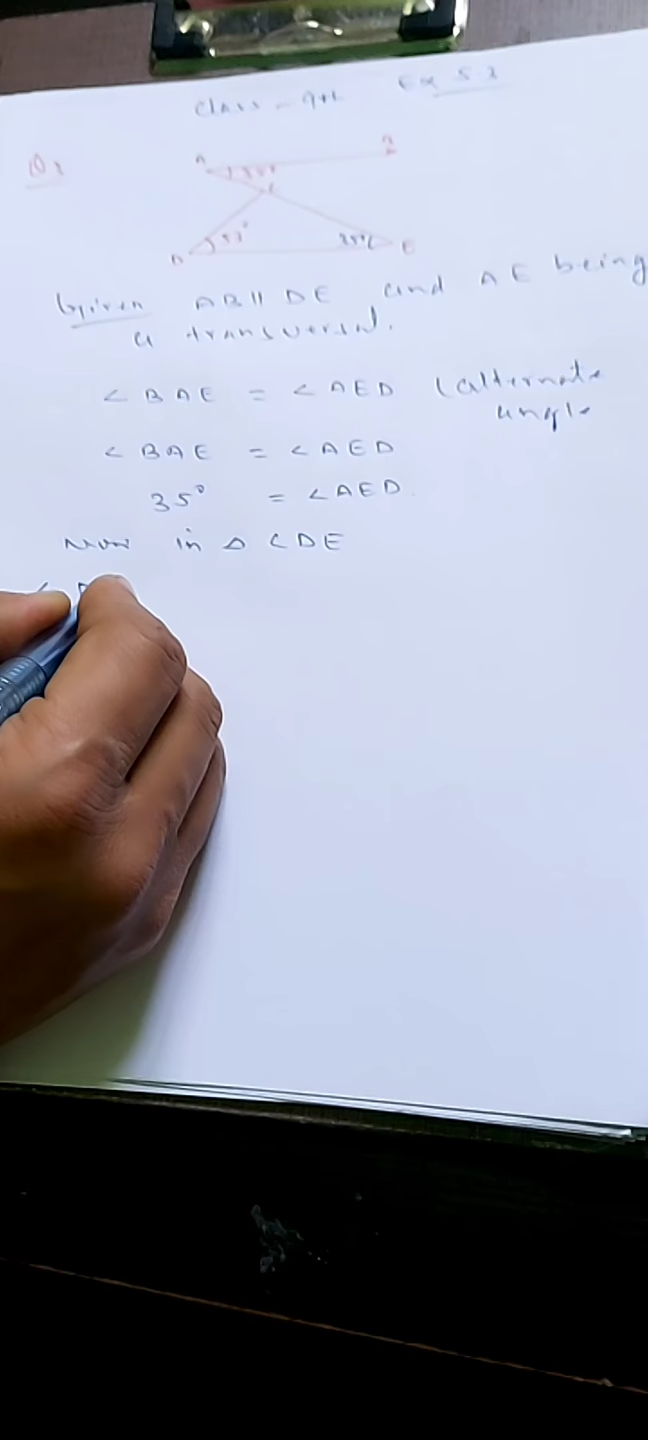 Class - 9th Ex 5.3
A B
35°
C
53° 35°
D E
Given AB || DE and AE being
a transversal.
∠ BAE = ∠ AED (alternate
angle
∠ BAE = ∠ AED
35° = ∠ AED
Now in Δ CDE